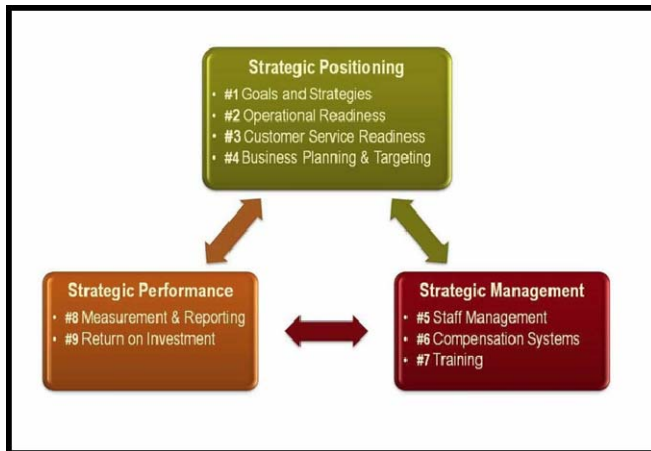 Strategic Positioning
• #1 Goals and Strategies
• #2 Operational Readiness
• #3 Customer Service Readiness
• #4 Business Planning & Targeting
Strategic Performance
• #8 Measurement & Reporting
• #9 Return on Investment
Strategic Management
• #5 Staff Management
• #6 Compensation Systems
• #7 Training